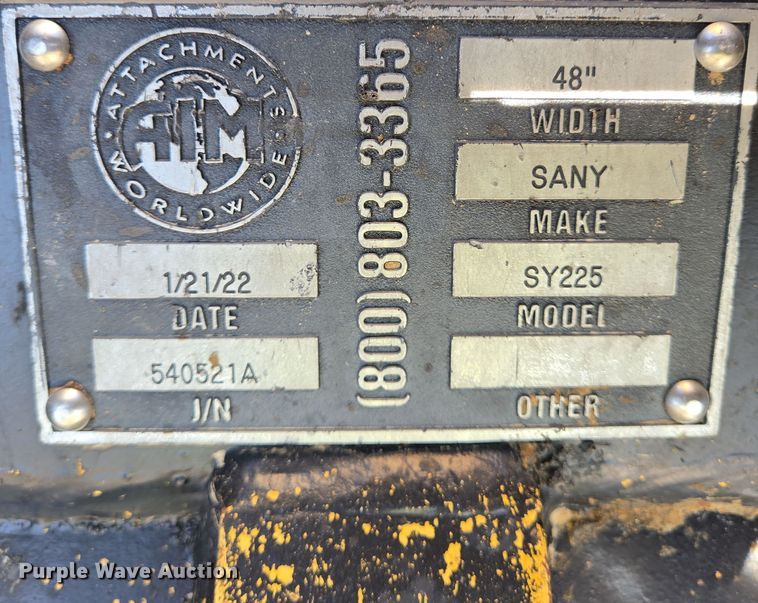 ATTACHMENTS
AIM
WORLDWIDE
1/21/22
DATE
540521A
J/N
(800) 803-3365
48"
WIDTH
SANY
MAKE
SY225
MODEL
OTHER
Purple Wave Auction